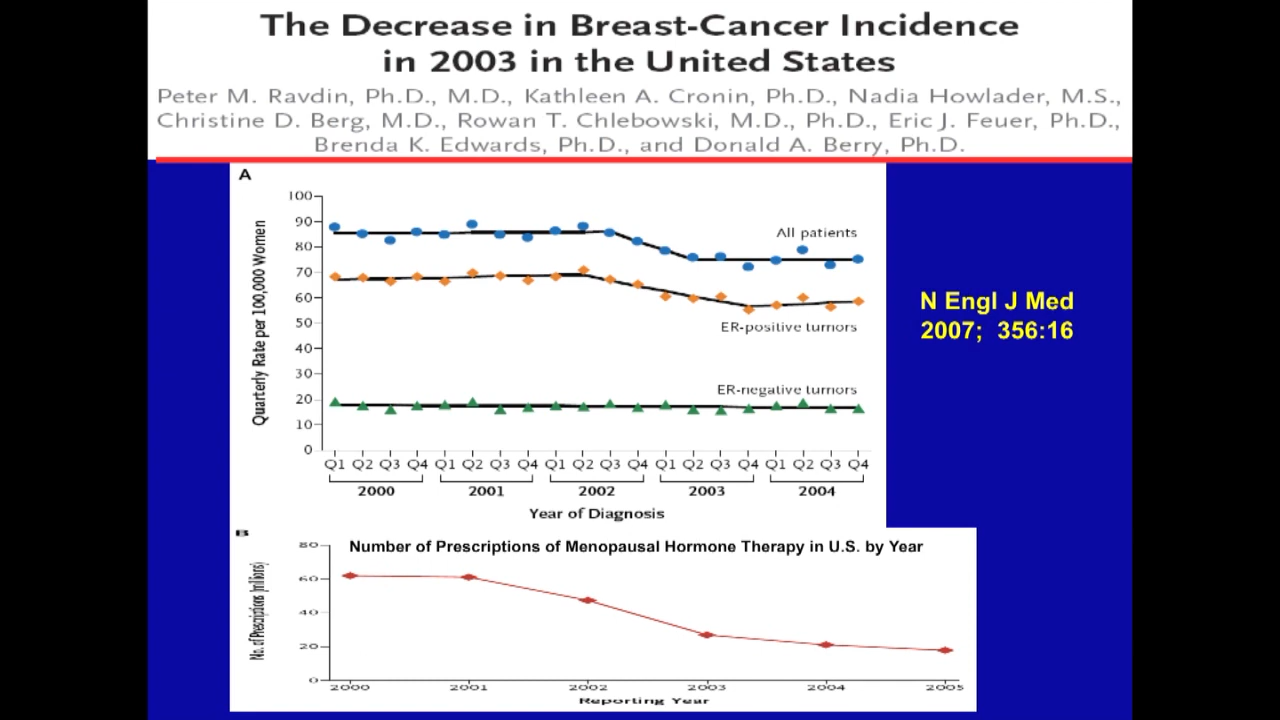 The Decrease in Breast-Cancer Incidence
in 2003 in the United States
Peter M. Ravdin, Ph.D., M.D., Kathleen A. Cronin, Ph.D., Nadia Howlader, M.S.,
Christine D. Berg, M.D., Rowan T. Chlebowski, M.D., Ph.D., Eric J. Feuer, Ph.D.,
Brenda K. Edwards, Ph.D., and Donald A. Berry, Ph.D.
A
Quarterly Rate per 100,000 Women
100
90
80
70
60
50
40
30
20
10
0
All patients
ER-positive tumors
ER-negative tumors
Q1 Q2 Q3 Q4 Q1 Q2 Q3 Q4 Q1 Q2 Q3 Q4 Q1 Q2 Q3 Q4 Q1 Q2 Q3 Q4
2000 2001 2002 2003 2004
Year of Diagnosis
N Engl J Med
2007; 356:16
B
Number of Prescriptions of Menopausal Hormone Therapy in U.S. by Year
No. of Prescriptions (millions)
80
60
40
20
0
2000 2001 2002 2003 2004 2005
Reporting Year